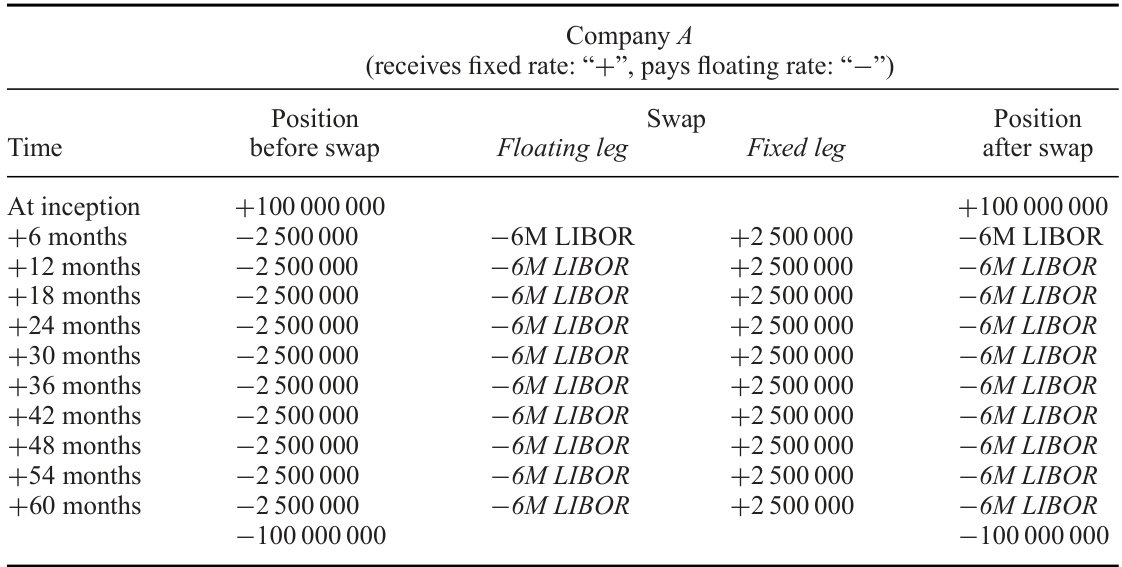 Company A
(receives fixed rate: “+”, pays floating rate: “−”)
Position Swap Position
Time before swap Floating leg Fixed leg after swap
At inception +100 000 000 +100 000 000
+6 months −2 500 000 −6M LIBOR +2 500 000 −6M LIBOR
+12 months −2 500 000 −6M LIBOR +2 500 000 −6M LIBOR
+18 months −2 500 000 −6M LIBOR +2 500 000 −6M LIBOR
+24 months −2 500 000 −6M LIBOR +2 500 000 −6M LIBOR
+30 months −2 500 000 −6M LIBOR +2 500 000 −6M LIBOR
+36 months −2 500 000 −6M LIBOR +2 500 000 −6M LIBOR
+42 months −2 500 000 −6M LIBOR +2 500 000 −6M LIBOR
+48 months −2 500 000 −6M LIBOR +2 500 000 −6M LIBOR
+54 months −2 500 000 −6M LIBOR +2 500 000 −6M LIBOR
+60 months −2 500 000 −6M LIBOR +2 500 000 −6M LIBOR
−100 000 000 −100 000 000